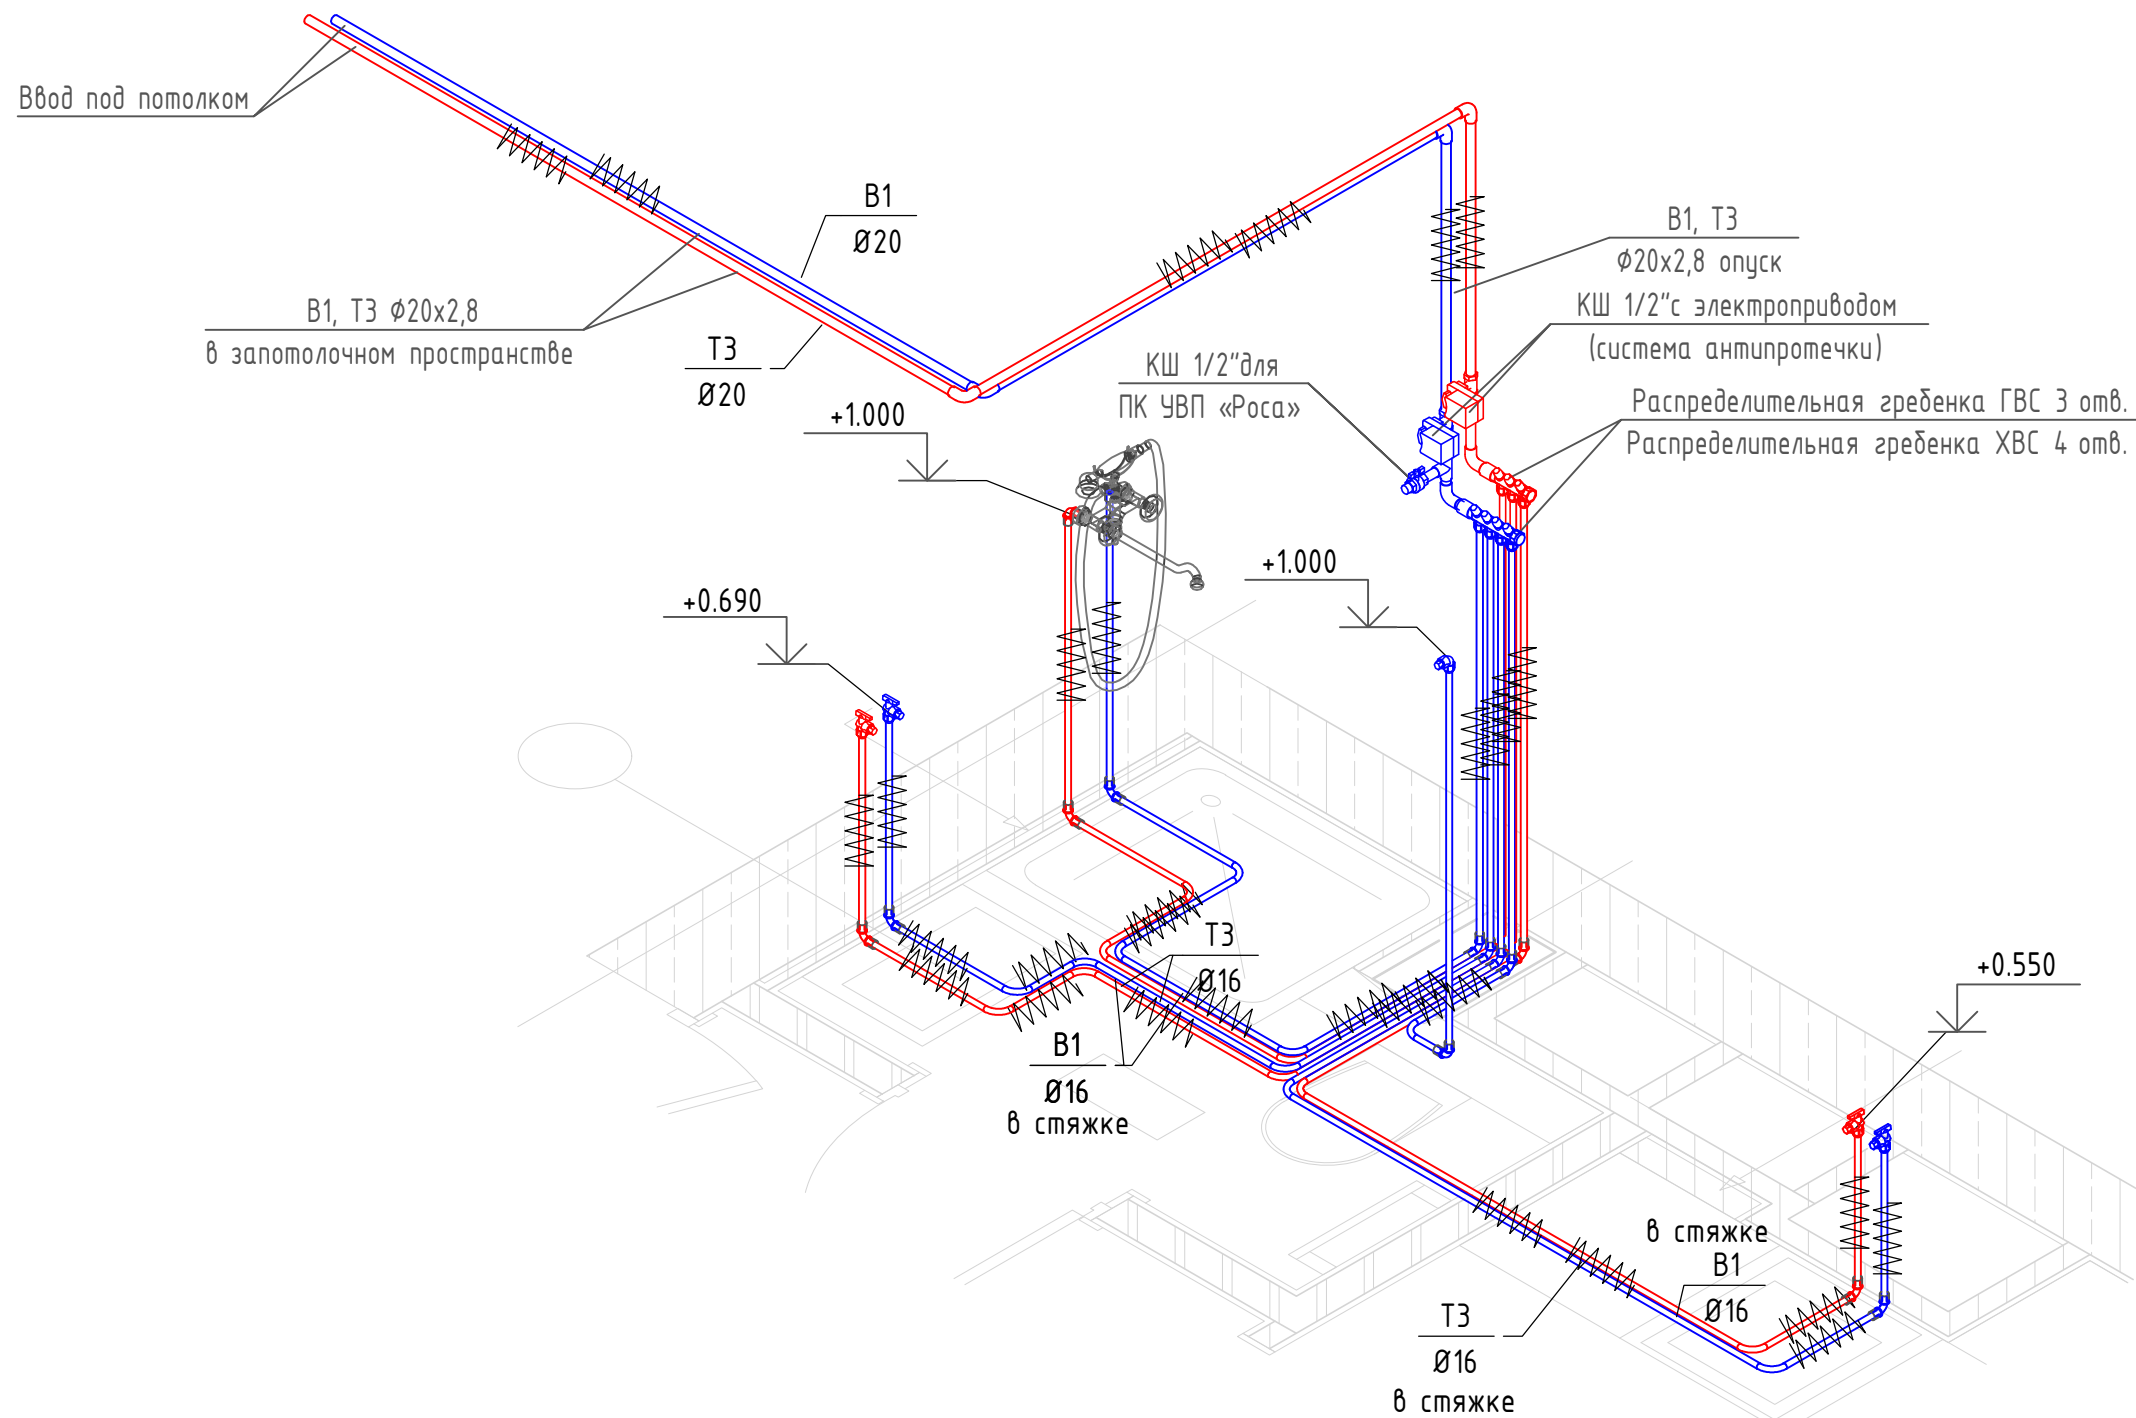 Ввод под потолком
В1
Ø20
В1, Т3 Ф20х2,8
в запотолочном пространстве
Т3
Ø20
В1, Т3
Ф20х2,8 опуск
КШ 1/2"с электроприводом
(система антипротечки)
КШ 1/2"для
ПК УВП «Роса»
Распределительная гребенка ГВС 3 отв.
Распределительная гребенка ХВС 4 отв.
+1.000
+1.000
+0.690
Т3
Ø16
В1
Ø16
в стяжке
+0.550
в стяжке
В1
Ø16
Т3
Ø16
в стяжке